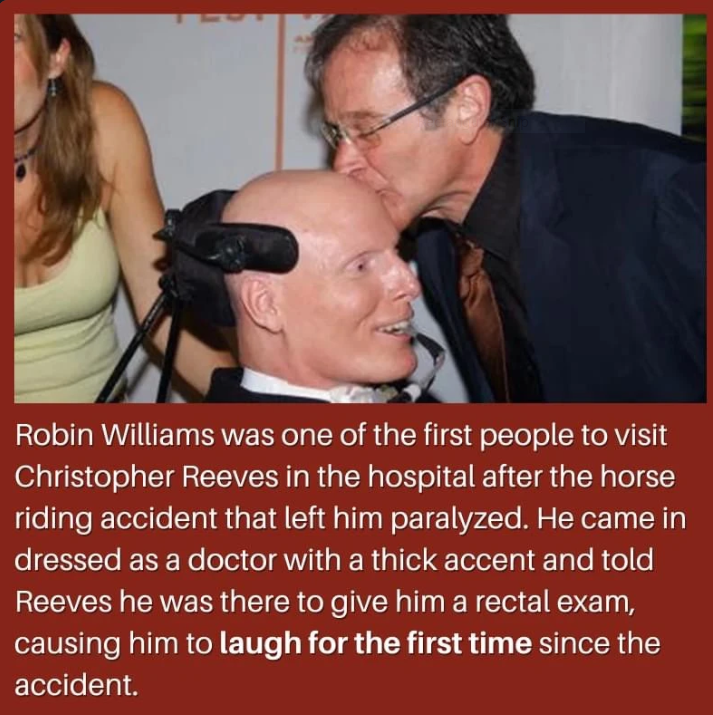 Robin Williams was one of the first people to visit
Christopher Reeves in the hospital after the horse
riding accident that left him paralyzed. He came in
dressed as a doctor with a thick accent and told
Reeves he was there to give him a rectal exam,
causing him to laugh for the first time since the
accident.